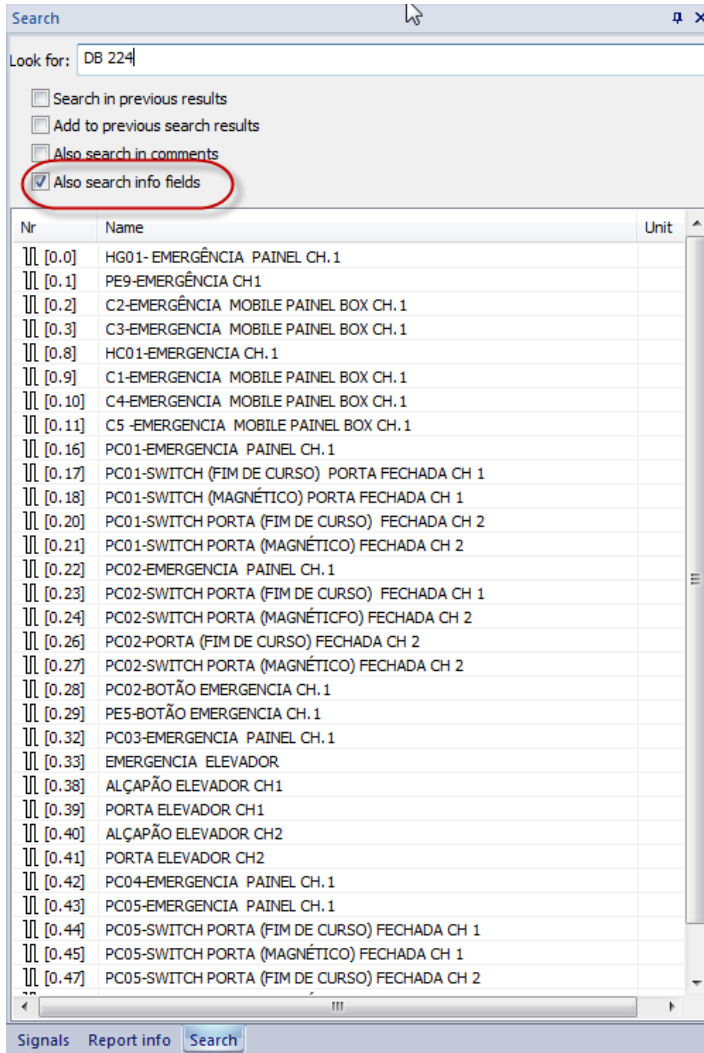 Search
Look for: DB 224
Search in previous results
Add to previous search results
Also search in comments
Also search info fields
Nr Name Unit
[0.0] HG01- EMERGÊNCIA PAINEL CH.1
[0.1] PE9-EMERGÊNCIA CH1
[0.2] C2-EMERGÊNCIA MOBILE PAINEL BOX CH.1
[0.3] C3-EMERGENCIA MOBILE PAINEL BOX CH.1
[0.8] HC01-EMERGENCIA CH.1
[0.9] C1-EMERGENCIA MOBILE PAINEL BOX CH.1
[0.10] C4-EMERGENCIA MOBILE PAINEL BOX CH.1
[0.11] C5 -EMERGENCIA MOBILE PAINEL BOX CH.1
[0.16] PC01-EMERGENCIA PAINEL CH.1
[0.17] PC01-SWITCH (FIM DE CURSO) PORTA FECHADA CH 1
[0.18] PC01-SWITCH (MAGNÉTICO) PORTA FECHADA CH 1
[0.20] PC01-SWITCH PORTA (FIM DE CURSO) FECHADA CH 2
[0.21] PC01-SWITCH PORTA (MAGNÉTICO) FECHADA CH 2
[0.22] PC02-EMERGENCIA PAINEL CH.1
[0.23] PC02-SWITCH PORTA (FIM DE CURSO) FECHADA CH 1
[0.24] PC02-SWITCH PORTA (MAGNÉTICFO) FECHADA CH 2
[0.26] PC02-PORTA (FIM DE CURSO) FECHADA CH 2
[0.27] PC02-SWITCH PORTA (MAGNÉTICO) FECHADA CH 2
[0.28] PC02-BOTÃO EMERGENCIA CH.1
[0.29] PE5-BOTÃO EMERGENCIA CH.1
[0.32] PC03-EMERGENCIA PAINEL CH.1
[0.33] EMERGENCIA ELEVADOR
[0.38] ALÇAPÃO ELEVADOR CH1
[0.39] PORTA ELEVADOR CH1
[0.40] ALÇAPÃO ELEVADOR CH2
[0.41] PORTA ELEVADOR CH2
[0.42] PC04-EMERGENCIA PAINEL CH.1
[0.43] PC05-EMERGENCIA PAINEL CH.1
[0.44] PC05-SWITCH PORTA (FIM DE CURSO) FECHADA CH 1
[0.45] PC05-SWITCH PORTA (MAGNÉTICO) FECHADA CH 1
[0.47] PC05-SWITCH PORTA (FIM DE CURSO) FECHADA CH 2
Signals Report info Search